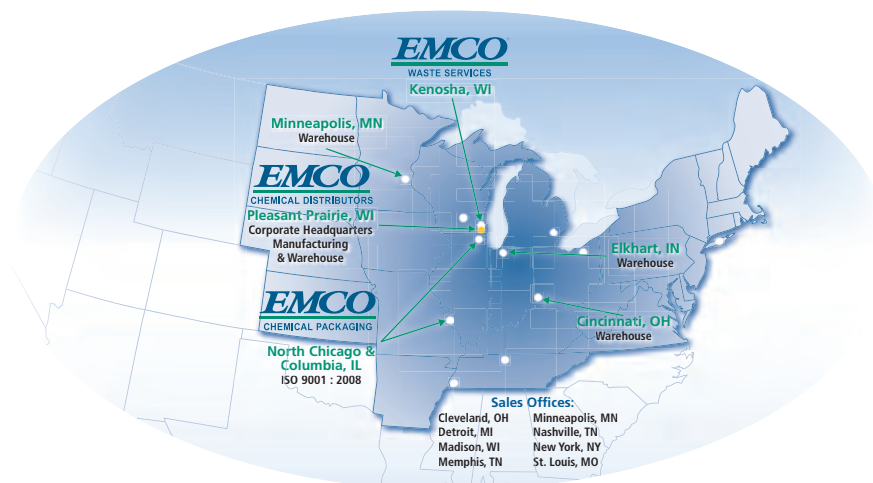 EMCO
WASTE SERVICES
Kenosha, WI
Minneapolis, MN
Warehouse
EMCO
CHEMICAL DISTRIBUTORS
Pleasant Prairie, WI
Corporate Headquarters
Manufacturing
& Warehouse
Elkhart, IN
Warehouse
EMCO
CHEMICAL PACKAGING
North Chicago &
Columbia, IL
ISO 9001 : 2008
Cincinnati, OH
Warehouse
Sales Offices:
Cleveland, OH
Detroit, MI
Madison, WI
Memphis, TN
Minneapolis, MN
Nashville, TN
New York, NY
St. Louis, MO